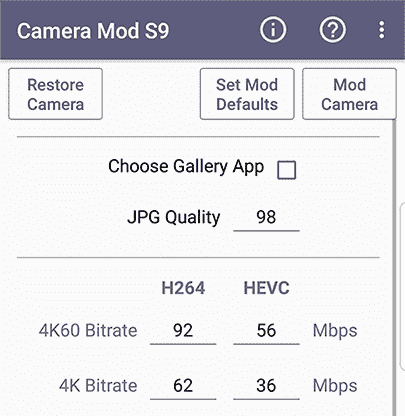 Camera Mod S9
Restore Camera
Set Mod Defaults
Mod Camera
Choose Gallery App
JPG Quality 98
H264 HEVC
4K60 Bitrate 92 56 Mbps
4K Bitrate 62 36 Mbps